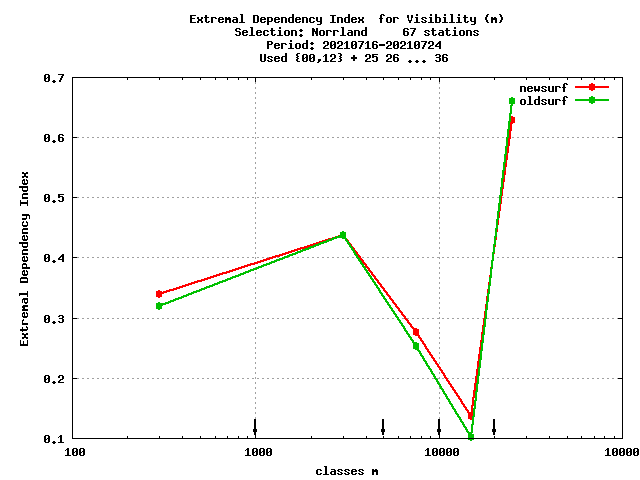 Extremal Dependency Index  for Visibility (m)
Selection: Norrland     67 stations
Period: 20210716-20210724
Used {00,12} + 25 26 ... 36
newsurf
oldsurf
0.7
0.6
0.5
0.4
0.3
0.2
0.1
Extremal Dependency Index
100
1000
10000
10000
classes m